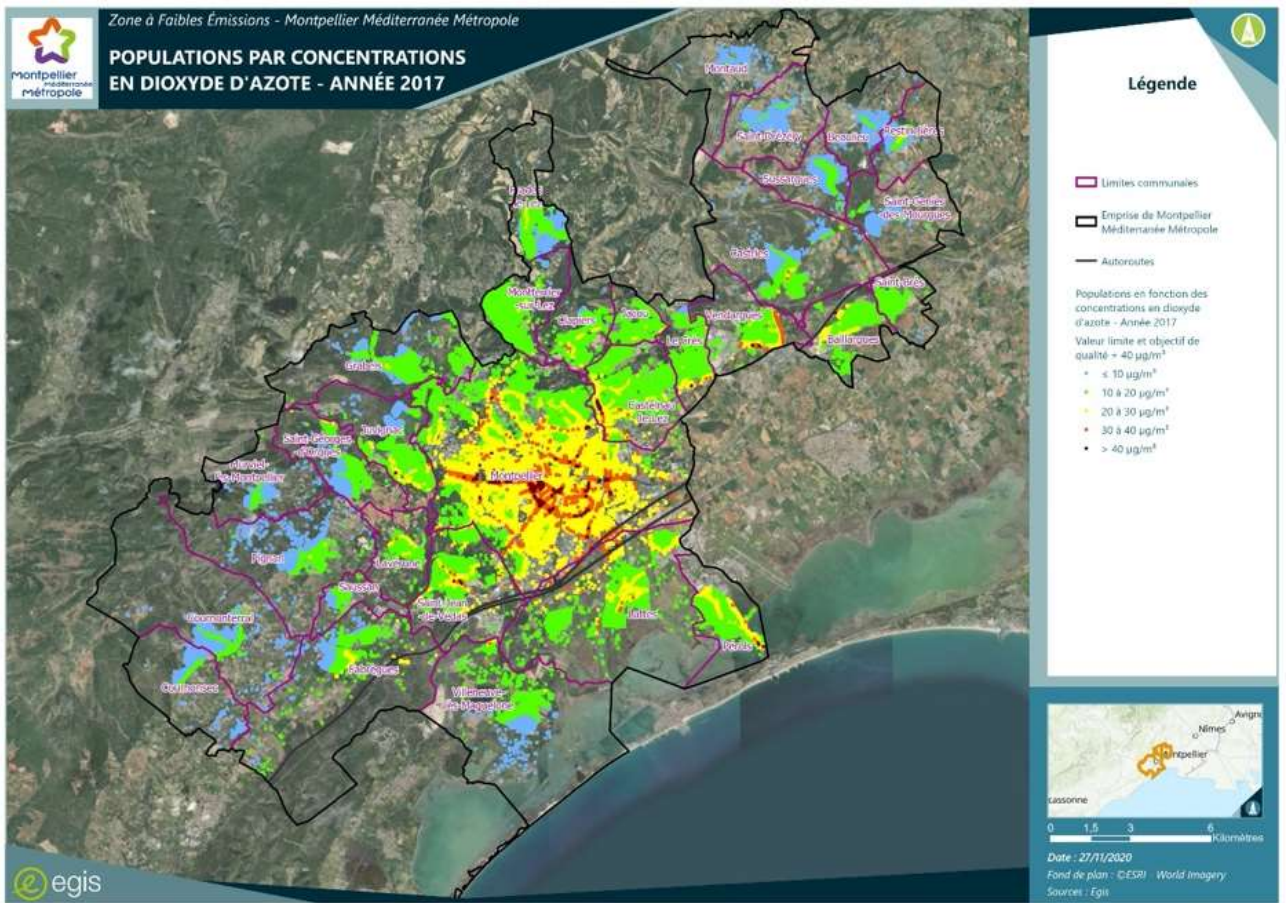 Zone à Faibles Émissions - Montpellier Méditerranée Métropole
POPULATIONS PAR CONCENTRATIONS
EN DIOXYDE D'AZOTE - ANNÉE 2017
montpellier
Méditerranée
métropole
Montaud
Saint-Drézéry
Beaulieu
Restinclières
Sussargues
Saint-Géniès
-des-Mourgues
Castries
Saint-Brès
Baillargues
Vendargues
Montferrier
-sur-Lez
Clapiers
Jacou
Castelnau
-le-Lez
Grabels
Juvignac
Saint-Georges
-d'Orques
Murviel-
lès-Montpellier
Montpellier
Pignan
Lavérune
Saussan
Saint-Jean
-de-Védas
Lattes
Pérols
Cournonterral
Cournonsec
Fabrègues
Villeneuve-
lès-Maguelone
egis
Légende
Limites communales
Emprise de Montpellier
Méditerranée Métropole
Autoroutes
Populations en fonction des
concentrations en dioxyde
d'azote - Année 2017
Valeur limite et objectif de
qualité = 40 µg/m³
≤ 10 µg/m³
10 à 20 µg/m³
20 à 30 µg/m³
30 à 40 µg/m³
> 40 µg/m³
Avign
Nîmes
ntpellier
cassonne
0 1,5 3 6
Kilomètres
Date : 27/11/2020
Fond de plan : ©ESRI World Imagery
Sources : Egis